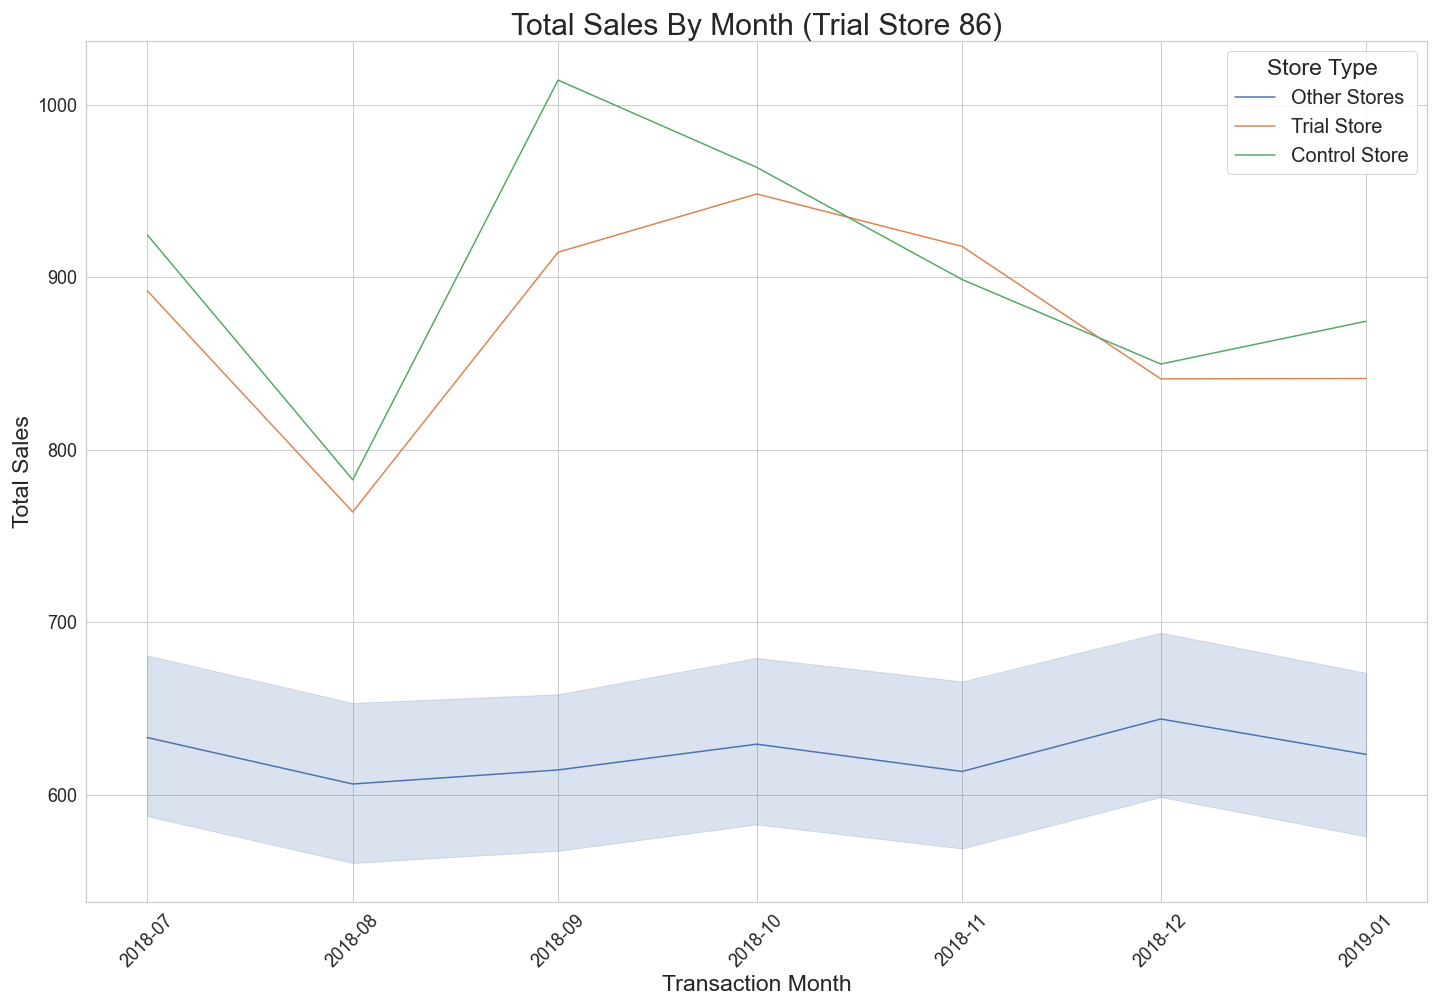 Total Sales By Month (Trial Store 86)
Store Type
Other Stores
Trial Store
Control Store
Total Sales
1000
900
800
700
600
2018-07
2018-08
2018-09
2018-10
2018-11
2018-12
2019-01
Transaction Month